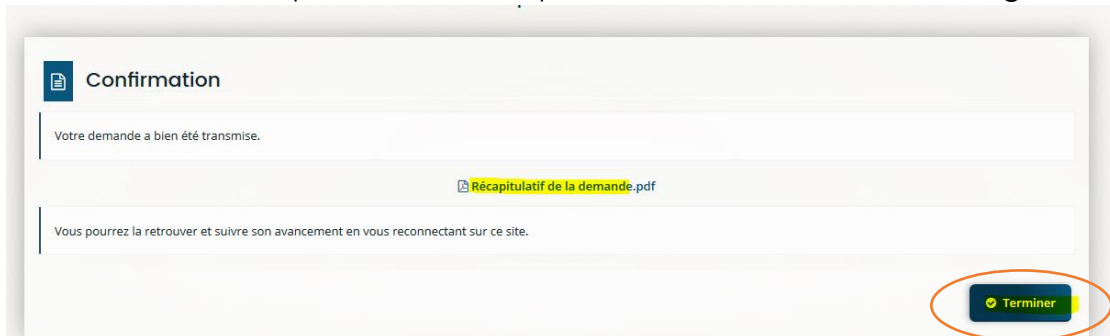 Confirmation
Votre demande a bien été transmise.
Récapitulatif de la demande.pdf
Vous pourrez la retrouver et suivre son avancement en vous reconnectant sur ce site.
Terminer